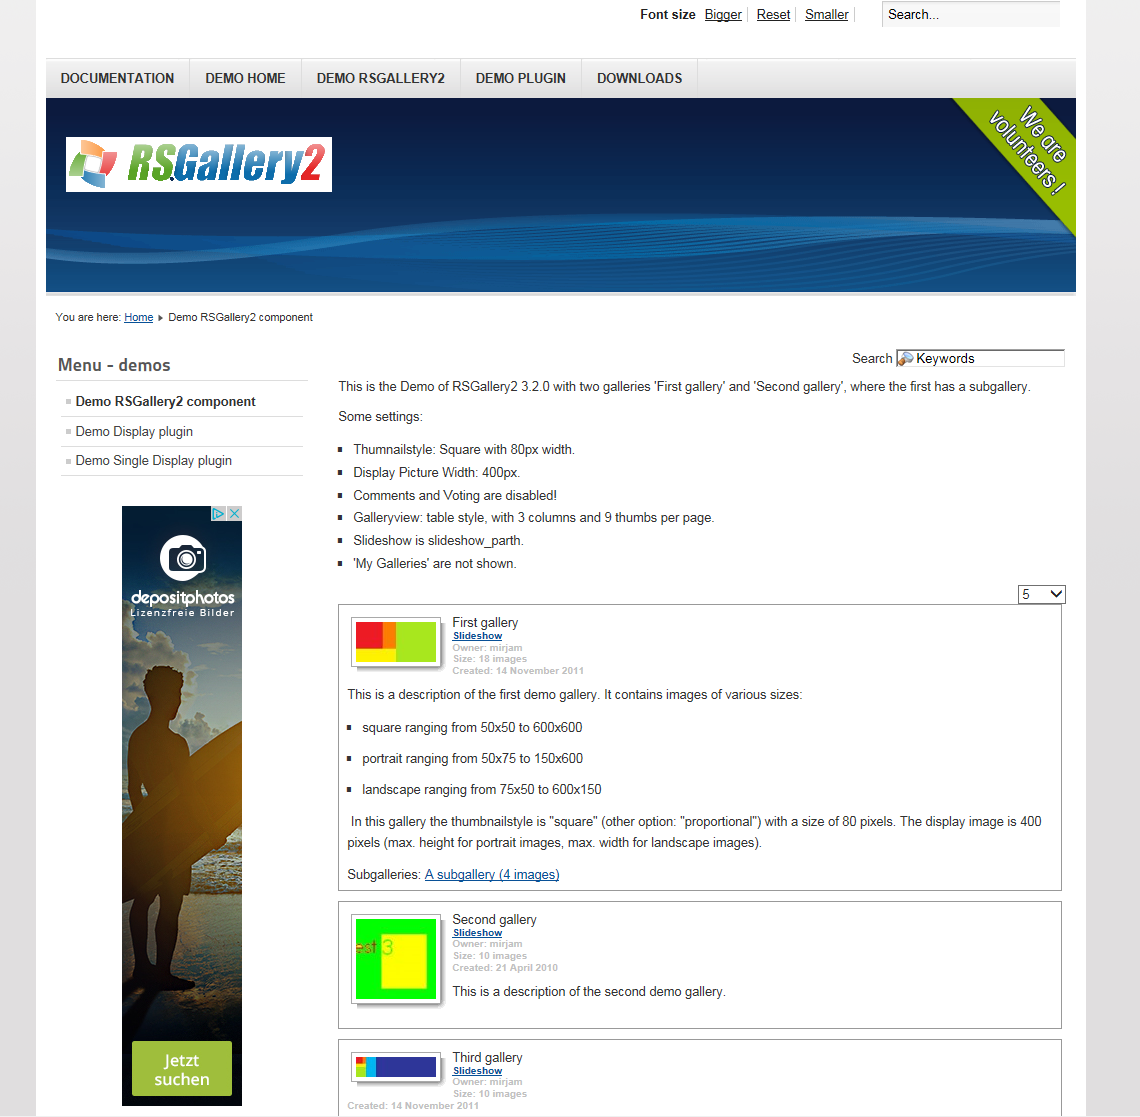 Font size Bigger Reset Smaller Search...
DOCUMENTATION DEMO HOME DEMO RSGALLERY2 DEMO PLUGIN DOWNLOADS
RSGallery2
We are
volunteers !
You are here: Home Demo RSGallery2 component
Menu - demos
Demo RSGallery2 component
Demo Display plugin
Demo Single Display plugin
depositphotos
Lizenzfreie Bilder
Jetzt
suchen
Search Keywords
This is the Demo of RSGallery2 3.2.0 with two galleries 'First gallery' and 'Second gallery', where the first has a subgallery.
Some settings:
Thumnailstyle: Square with 80px width.
Display Picture Width: 400px.
Comments and Voting are disabled!
Galleryview: table style, with 3 columns and 9 thumbs per page.
Slideshow is slideshow_parth.
'My Galleries' are not shown.
5
First gallery
Slideshow
Owner: mirjam
Size: 18 images
Created: 14 November 2011
This is a description of the first demo gallery. It contains images of various sizes:
square ranging from 50x50 to 600x600
portrait ranging from 50x75 to 150x600
landscape ranging from 75x50 to 600x150
In this gallery the thumbnailstyle is "square" (other option: "proportional") with a size of 80 pixels. The display image is 400
pixels (max. height for portrait images, max. width for landscape images).
Subgalleries: A subgallery (4 images)
est 3
Second gallery
Slideshow
Owner: mirjam
Size: 10 images
Created: 21 April 2010
This is a description of the second demo gallery.
Third gallery
Slideshow
Owner: mirjam
Size: 10 images
Created: 14 November 2011